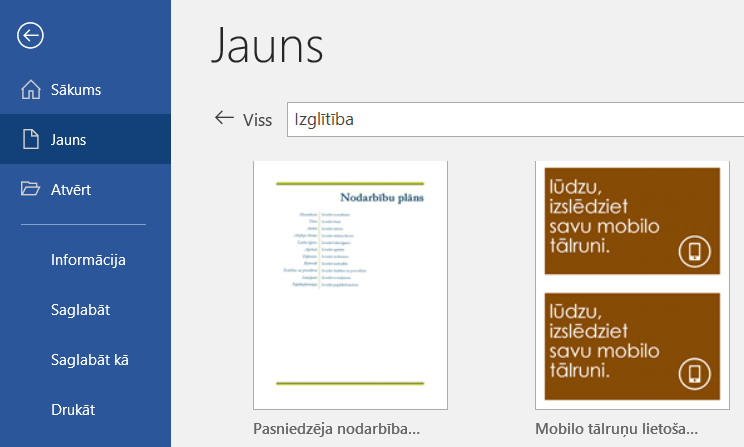 Jauns
Sākums
Jauns
Atvērt
Informācija
Saglabāt
Saglabāt kā
Drukāt
Viss
Izglītība
Nodarbību plāns
Pasniedzēja nodarbība...
lūdzu,
izslēdziet
savu mobilo
tālruni.
lūdzu,
izslēdziet
savu mobilo
tālruni.
Mobilo tālruņu lietoša...